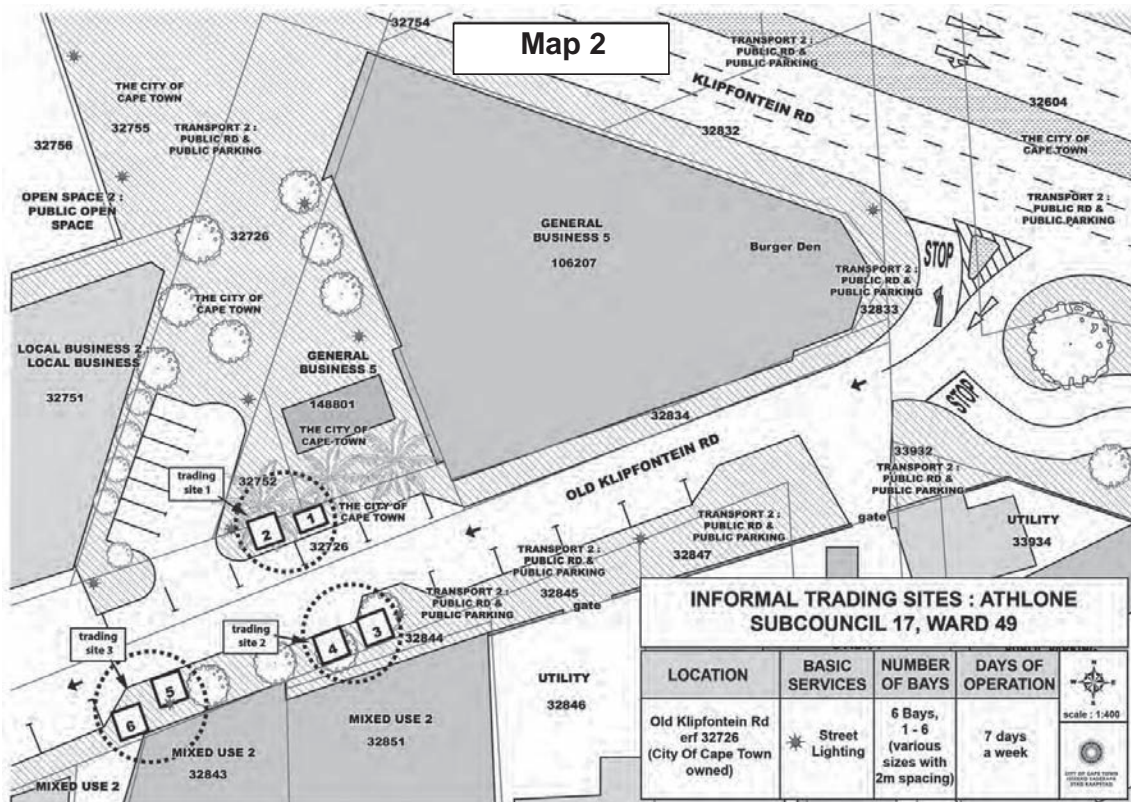 Map 2
32754
TRANSPORT 2 :
PUBLIC RD &
PUBLIC PARKING
KLIPFONTEIN RD
32604
THE CITY OF
CAPE TOWN
32832
TRANSPORT 2 :
PUBLIC RD &
PUBLIC PARKING
THE CITY OF
CAPE TOWN
32755
TRANSPORT 2 :
PUBLIC RD &
PUBLIC PARKING
32756
OPEN SPACE 2 :
PUBLIC OPEN
SPACE
32726
THE CITY OF
CAPE TOWN
GENERAL
BUSINESS 5
106207
Burger Den
STOP
TRANSPORT 2 :
PUBLIC RD &
PUBLIC PARKING
32833
LOCAL BUSINESS 2 :
LOCAL BUSINESS
32751
GENERAL
BUSINESS 5
148801
THE CITY OF
CAPE-TOWN
32834
STOP
33932
TRANSPORT 2 :
PUBLIC RD &
PUBLIC PARKING
OLD KLIPFONTEIN RD
trading
site 1
32752
THE CITY OF
CAPE TOWN
1
2
32726
TRANSPORT 2 :
PUBLIC RD &
PUBLIC PARKING
32847
gate
UTILITY
33934
TRANSPORT 2 :
PUBLIC RD &
PUBLIC PARKING
32845
gate
TRANSPORT 2 :
PUBLIC RD &
PUBLIC PARKING
32844
trading
site 2
3
4
trading
site 3
5
6
UTILITY
32846
MIXED USE 2
32851
MIXED USE 2
32843
MIXED USE 2
INFORMAL TRADING SITES : ATHLONE
SUBCOUNCIL 17, WARD 49
LOCATION
BASIC
SERVICES
NUMBER
OF BAYS
DAYS OF
OPERATION
Old Klipfontein Rd
erf 32726
(City Of Cape Town
owned)
Street
Lighting
6 Bays,
1 - 6
(various
sizes with
2m spacing)
7 days
a week
N
W E
S
scale : 1:400
CITY OF CAPE TOWN
ISIXEKO SASEKAPA
STAD KAAPSTAD